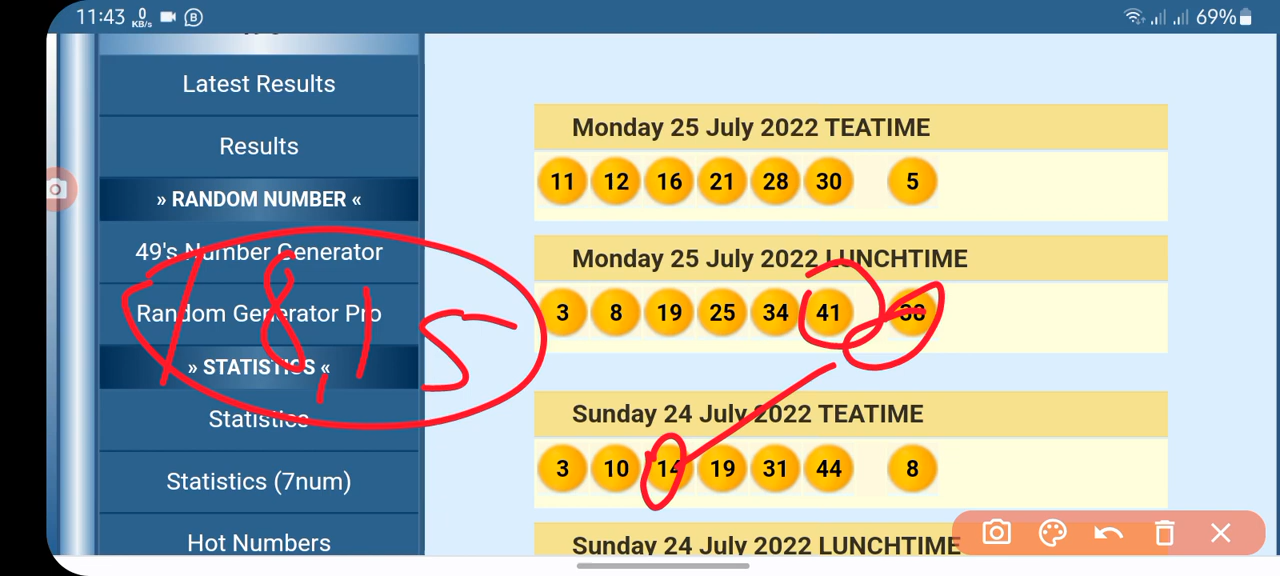 11:43 0 KB/s B 69%
Latest Results
Results
» RANDOM NUMBER «
49's Number Generator
Random Generator Pro
» STATISTICS «
Statistics
Statistics (7num)
Hot Numbers
18,15
Monday 25 July 2022 TEATIME
11 12 16 21 28 30 5
Monday 25 July 2022 LUNCHTIME
3 8 19 25 34 41 38
Sunday 24 July 2022 TEATIME
3 10 14 19 31 44 8
Sunday 24 July 2022 LUNCHTIME